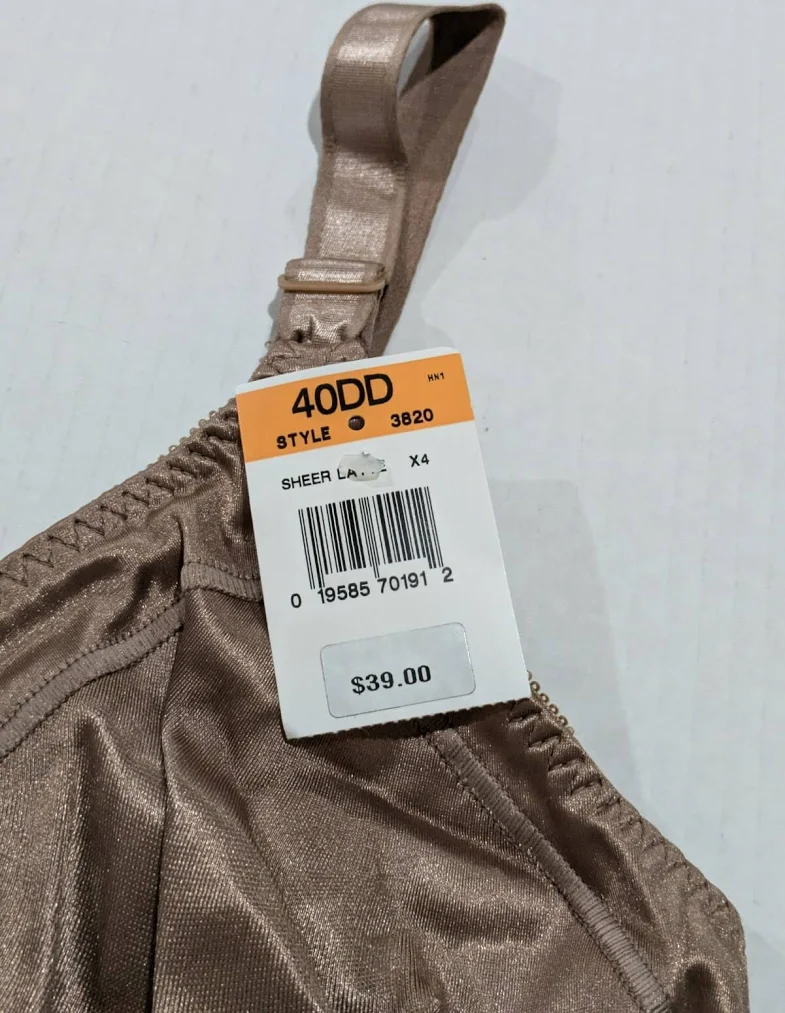 40DD HN1
STYLE 3820
SHEER X4
0 19585 70191 2
$39.00